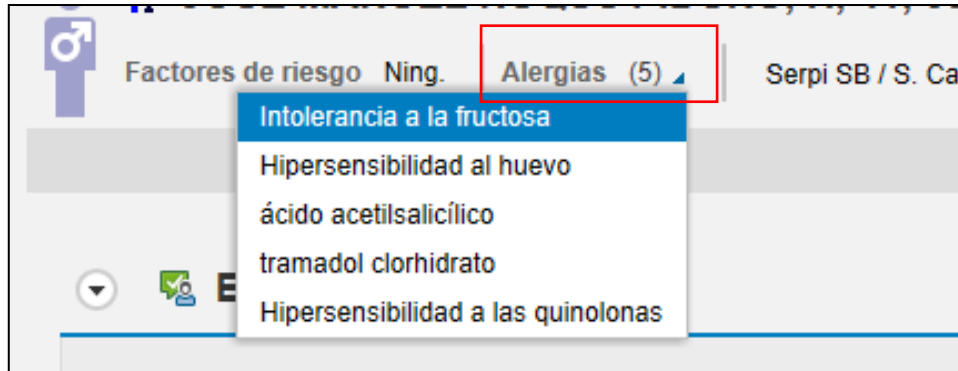 Factores de riesgo Ning. Alergias (5) Serpi SB / S. Ca
Intolerancia a la fructosa
Hipersensibilidad al huevo
ácido acetilsalicílico
tramadol clorhidrato
Hipersensibilidad a las quinolonas